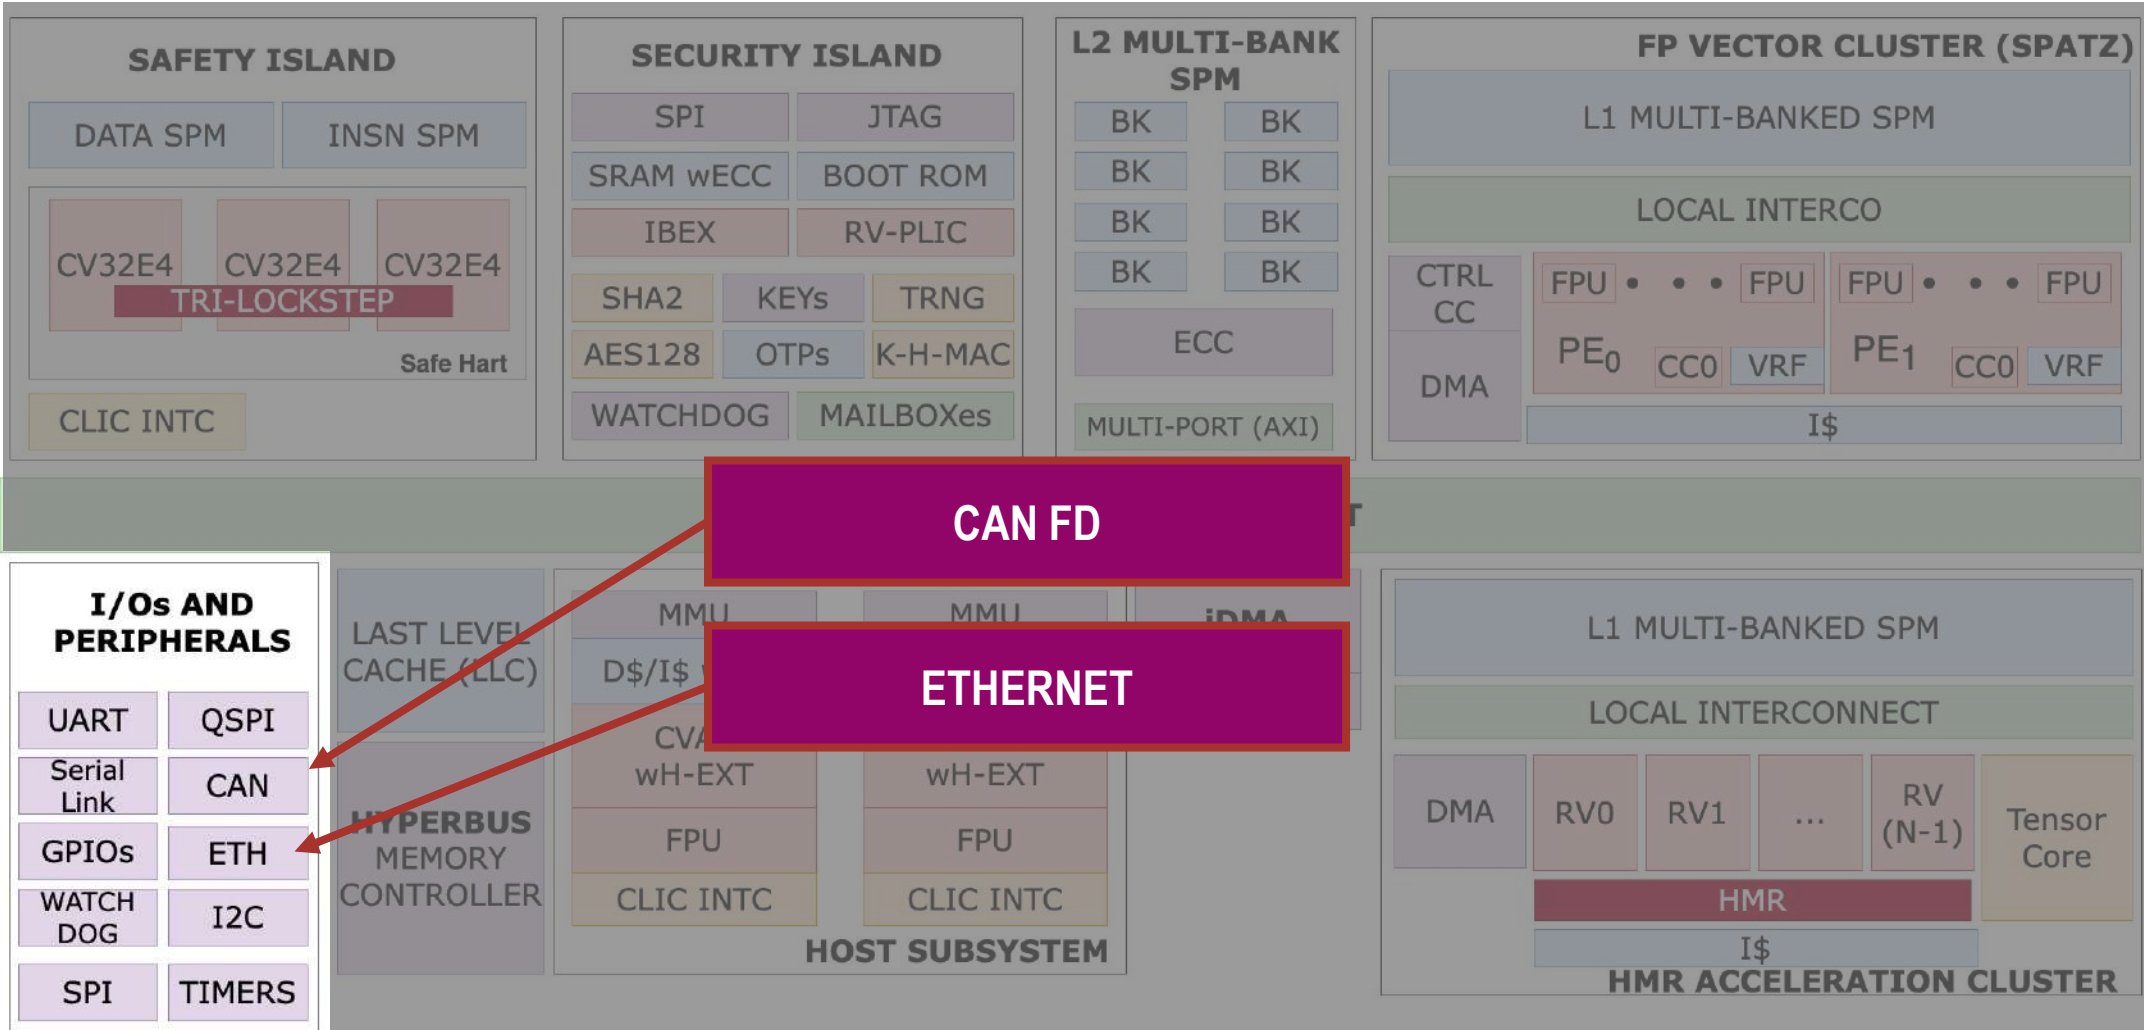 SAFETY ISLAND
DATA SPM
INSN SPM
CV32E4
CV32E4
CV32E4
TRI-LOCKSTEP
Safe Hart
CLIC INTC
SECURITY ISLAND
SPI
JTAG
SRAM wECC
BOOT ROM
IBEX
RV-PLIC
SHA2
KEYs
TRNG
AES128
OTPs
K-H-MAC
WATCHDOG
MAILBOXes
L2 MULTI-BANK
SPM
BK
BK
BK
BK
BK
BK
BK
BK
ECC
MULTI-PORT (AXI)
FP VECTOR CLUSTER (SPATZ)
L1 MULTI-BANKED SPM
LOCAL INTERCO
CTRL
CC
DMA
FPU • • • FPU
PE0
CC0
VRF
FPU • • • FPU
PE1
CC0
VRF
I$
CAN FD
ETHERNET
I/Os AND
PERIPHERALS
UART
QSPI
Serial
Link
CAN
GPIOs
ETH
WATCH
DOG
I2C
SPI
TIMERS
LAST LEVEL
CACHE (LLC)
HYPERBUS
MEMORY
CONTROLLER
MMU
D$/I$
wH-EXT
FPU
CLIC INTC
MMU
wH-EXT
FPU
CLIC INTC
HOST SUBSYSTEM
iDMA
L1 MULTI-BANKED SPM
LOCAL INTERCONNECT
DMA
RV0
RV1
...
RV
(N-1)
Tensor
Core
HMR
I$
HMR ACCELERATION CLUSTER